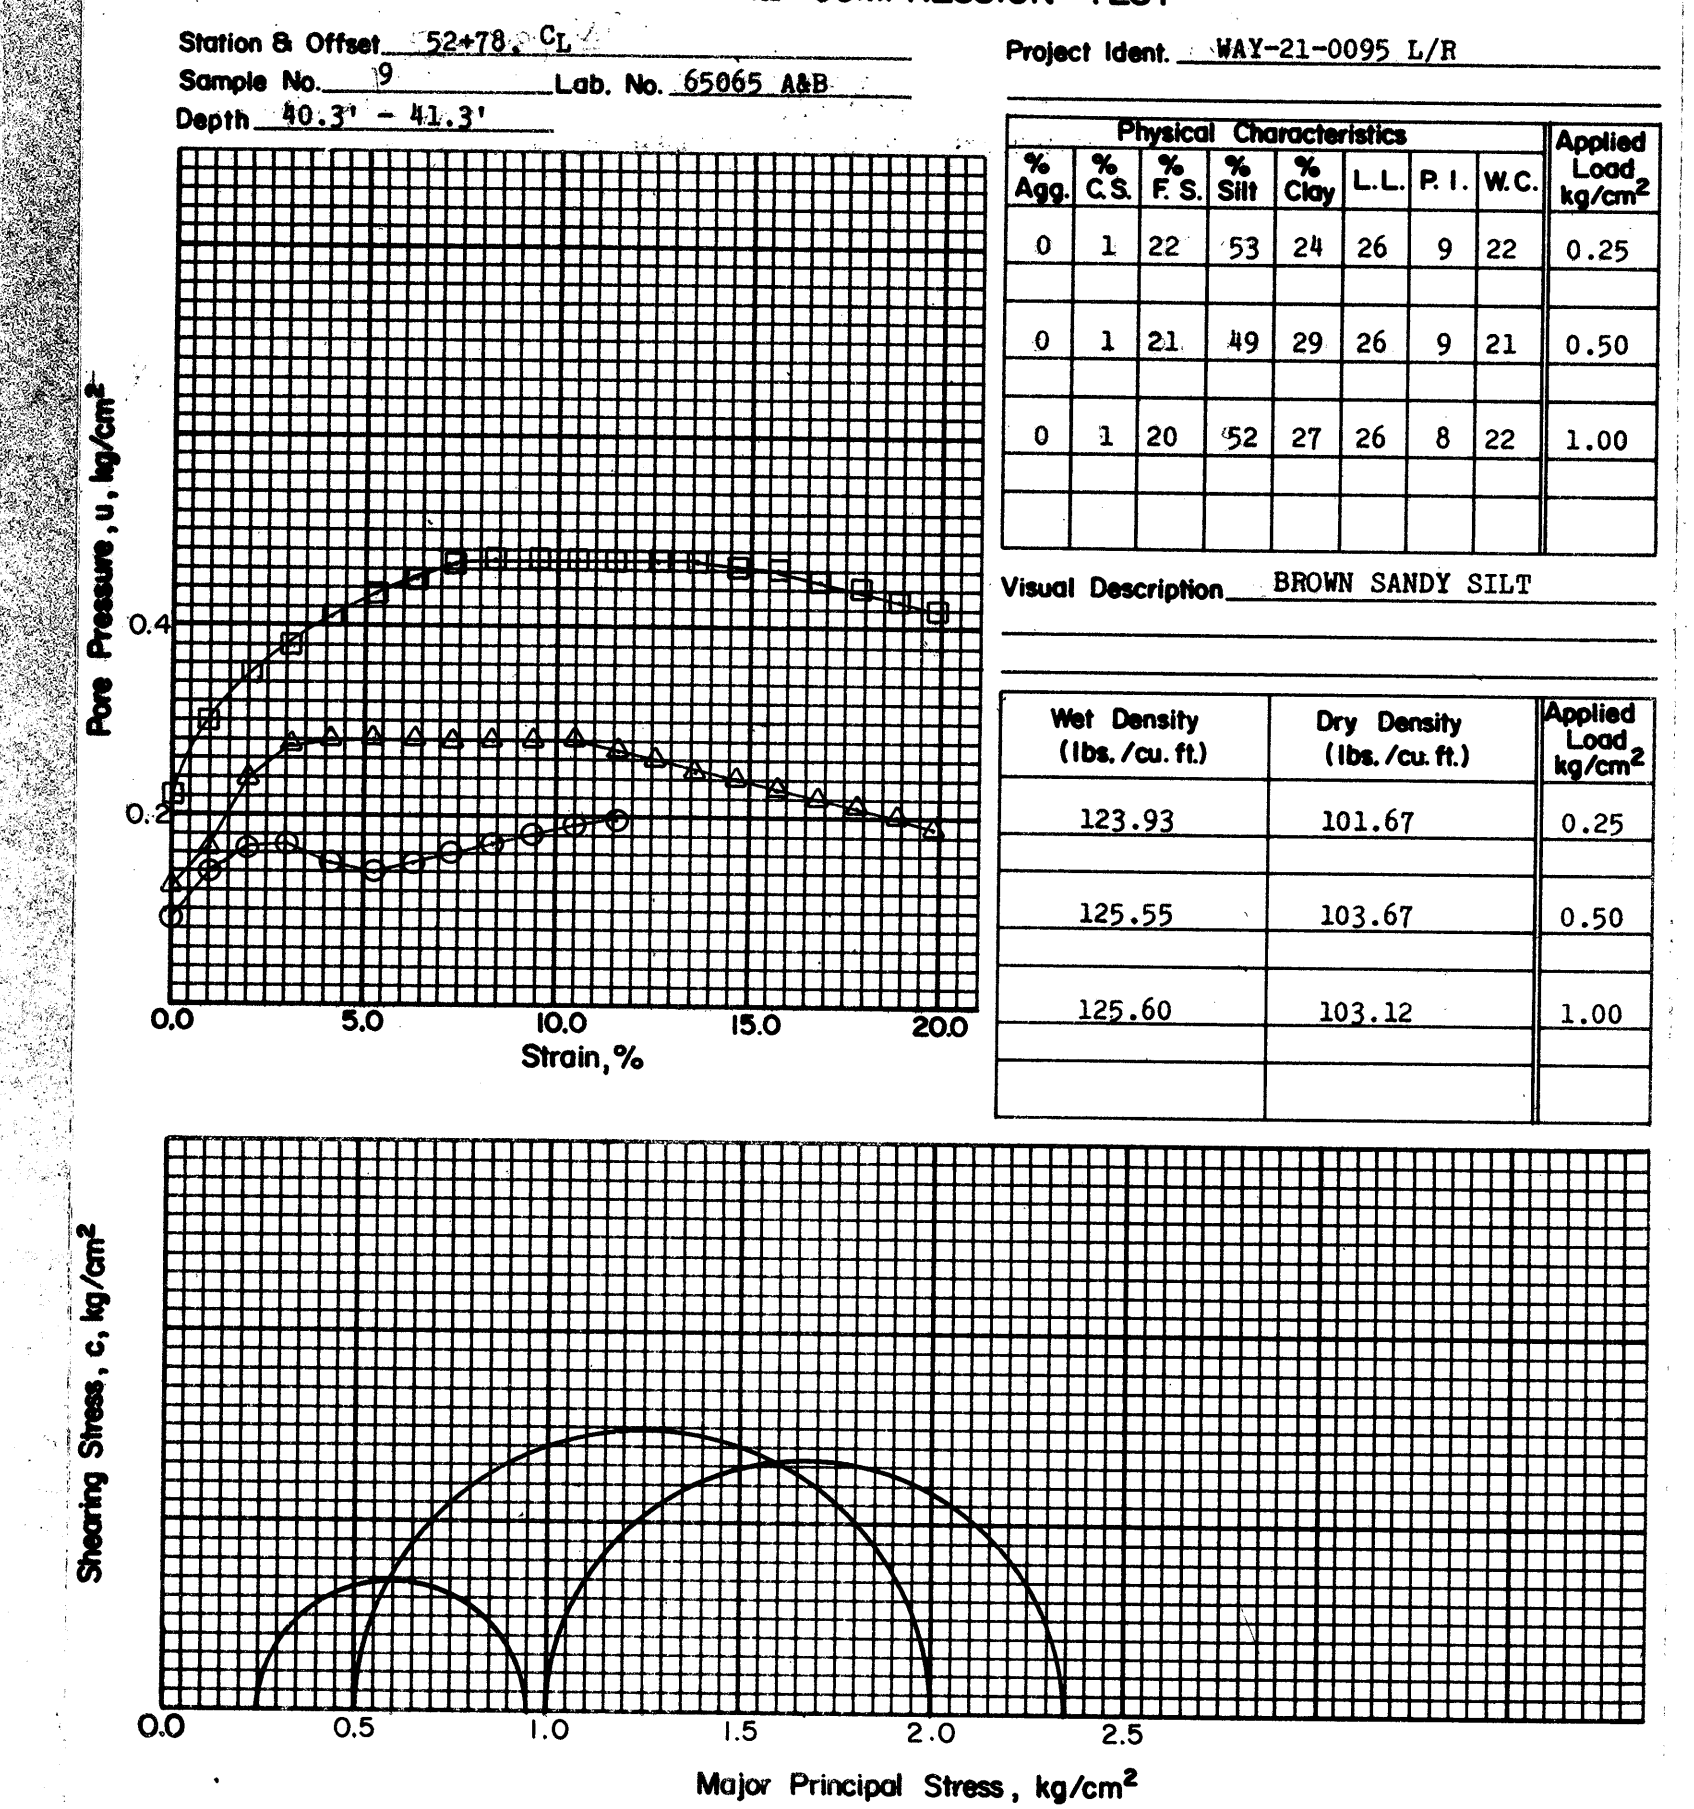 COMPRESSION TEST
Station & Offset 52+78, CL
Project Ident. WAY-21-0095 L/R
Sample No. 9 Lab. No. 65065 A&B
Depth 40.3' - 41.3'
Physical Characteristics Applied Load kg/cm²
% Agg. % C.S. % F.S. % Silt % Clay L.L. P.I. W.C.
0 1 22 53 24 26 9 22 0.25
0 1 21 49 29 26 9 21 0.50
0 1 20 52 27 26 8 22 1.00
Visual Description BROWN SANDY SILT
Wet Density (lbs./cu.ft.) Dry Density (lbs./cu.ft.) Applied Load kg/cm²
123.93 101.67 0.25
125.55 103.67 0.50
125.60 103.12 1.00
Pore Pressure, u, kg/cm²
0.4
0.2
0.0 5.0 10.0 15.0 20.0
Strain, %
Shearing Stress, c, kg/cm²
0.0 0.5 1.0 1.5 2.0 2.5
Major Principal Stress, kg/cm²